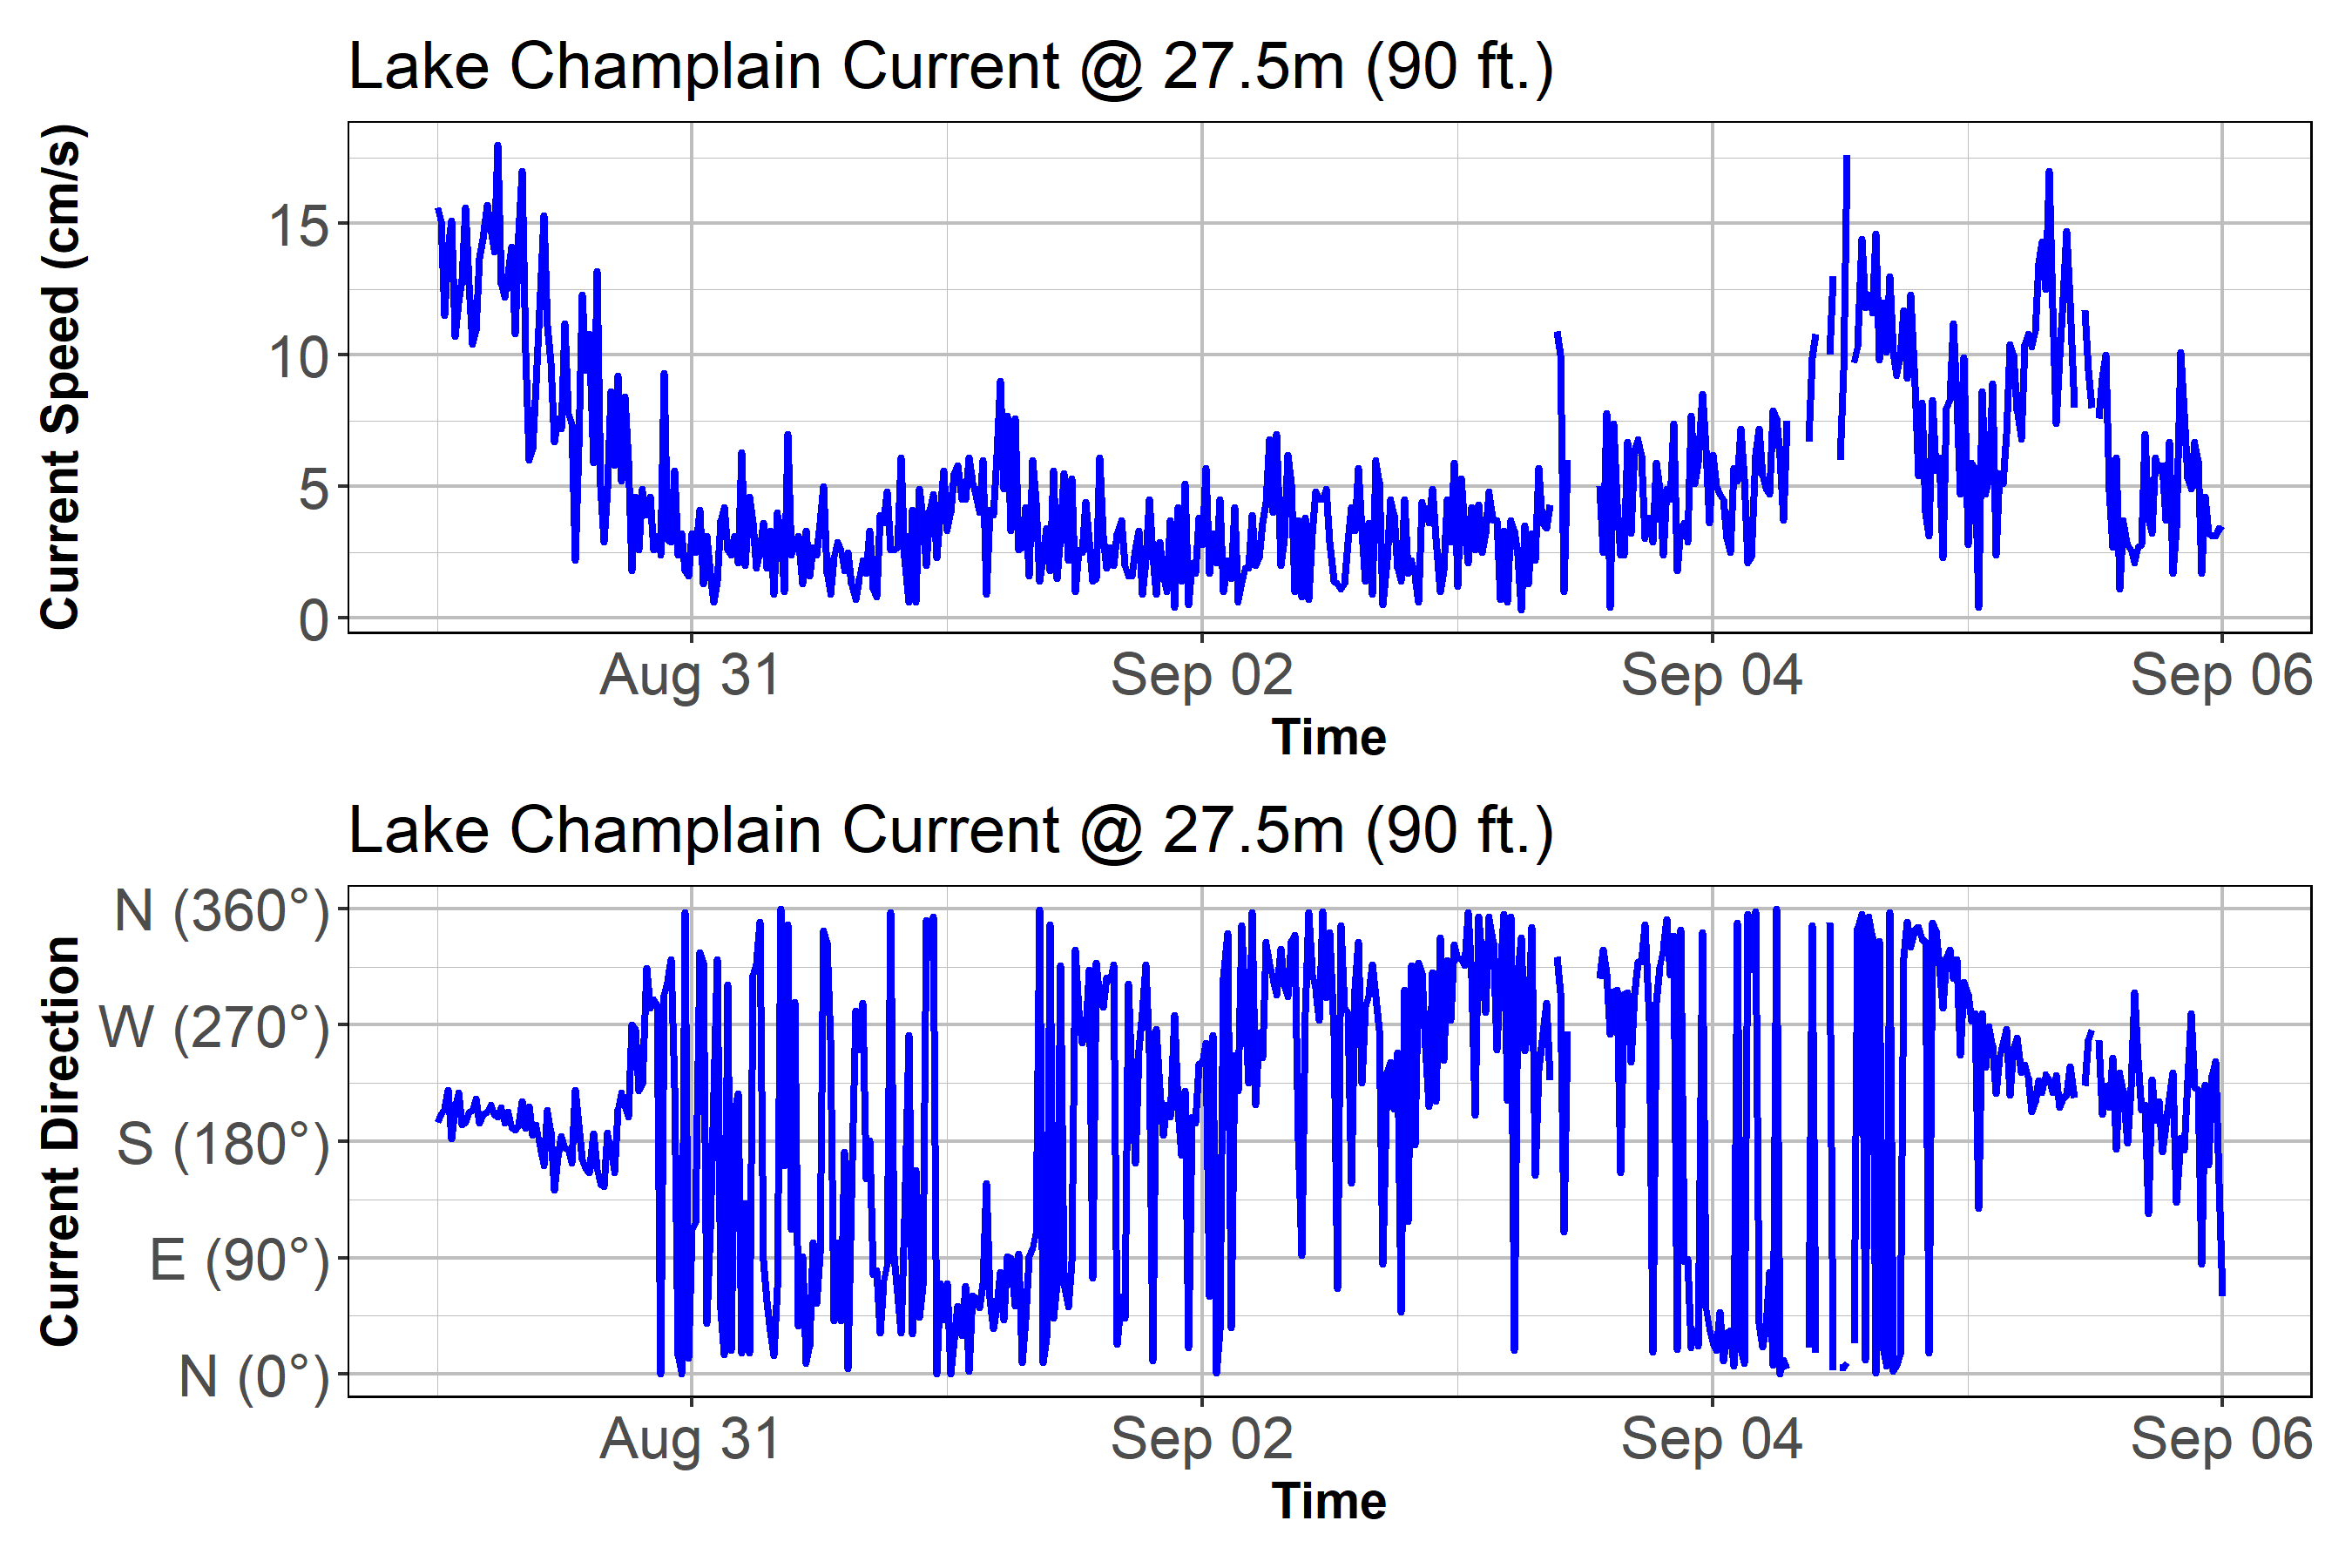 Lake Champlain Current @ 27.5m (90 ft.)
Current Speed (cm/s)
15
10
5
0
Aug 31 Sep 02 Sep 04 Sep 06
Time
Lake Champlain Current @ 27.5m (90 ft.)
Current Direction
N (360°)
W (270°)
S (180°)
E (90°)
N (0°)
Aug 31 Sep 02 Sep 04 Sep 06
Time